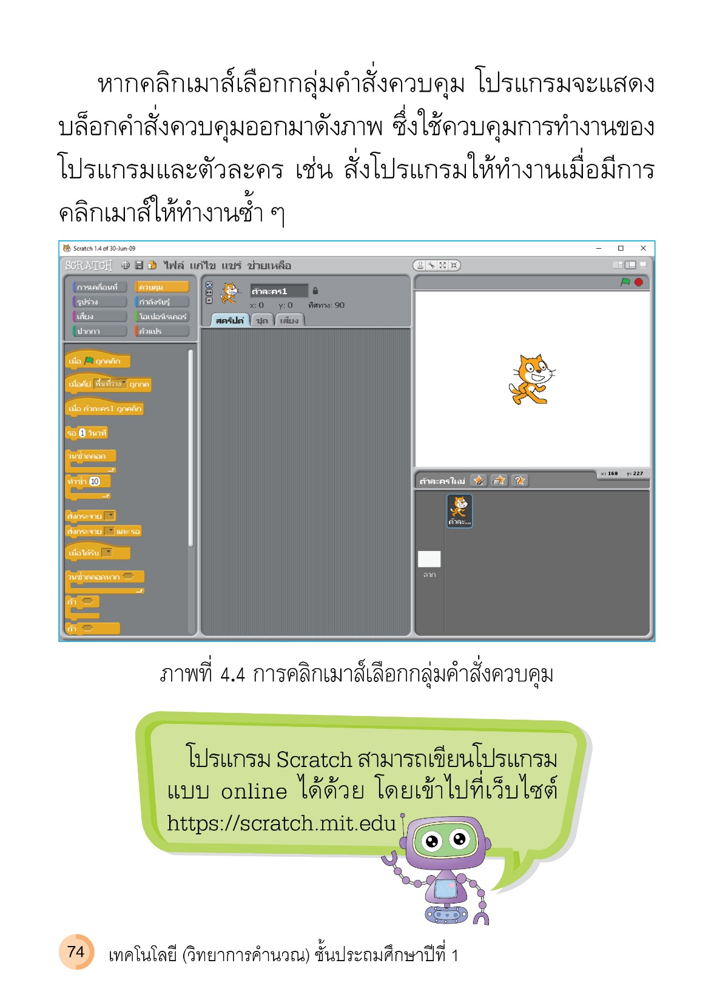 หากคลิกเมาส์เลือกกลุ่มคำสั่งควบคุม โปรแกรมจะแสดง
บล็อกคำสั่งควบคุมออกมาดังภาพ ซึ่งใช้ควบคุมการทำงานของ
โปรแกรมและตัวละคร เช่น สั่งโปรแกรมให้ทำงานเมื่อมีการ
คลิกเมาส์ให้ทำงานซ้ำ ๆ
Scratch 1.4 of 30-Jun-09
SCRATCH ไฟล์ แก้ไข แชร์ ช่วยเหลือ
การเคลื่อนที่ ควบคุม
รูปร่าง กำลังรับรู้
เสียง โอเปอร์เรเตอร์
ปากกา ตัวแปร
ตัวละคร1
x: 0 y: 0 ทิศทาง: 90
สคริปต์ ชุด เสียง
เมื่อ ถูกคลิก
เมื่อคีย์ พื้นที่ว่าง ถูกกด
เมื่อ ตัวละคร1 ถูกคลิก
รอ 1 วินาที
วนซ้ำตลอด
ทำซ้ำ 10
ส่งกระจาย
ส่งกระจาย และ รอ
เมื่อได้รับ
วนซ้ำตลอดหาก
ถ้า
ถ้า
x: 160 y: 227
ตัวละครใหม่
ตัวละ...
ฉาก
ภาพที่ 4.4 การคลิกเมาส์เลือกกลุ่มคำสั่งควบคุม
โปรแกรม Scratch สามารถเขียนโปรแกรม
แบบ online ได้ด้วย โดยเข้าไปที่เว็บไซต์
https://scratch.mit.edu
74 เทคโนโลยี (วิทยาการคำนวณ) ชั้นประถมศึกษาปีที่ 1